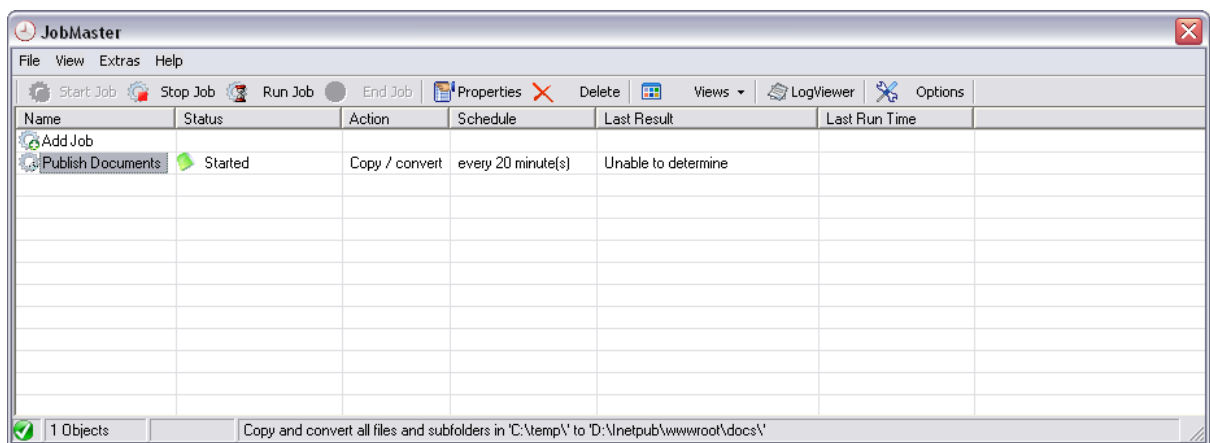 JobMaster
File View Extras Help
Start Job Stop Job Run Job End Job Properties Delete Views LogViewer Options
Name Status Action Schedule Last Result Last Run Time
Add Job
Publish Documents Started Copy / convert every 20 minute(s) Unable to determine
1 Objects Copy and convert all files and subfolders in 'C:\temp\' to 'D:\Inetpub\wwwroot\docs\'